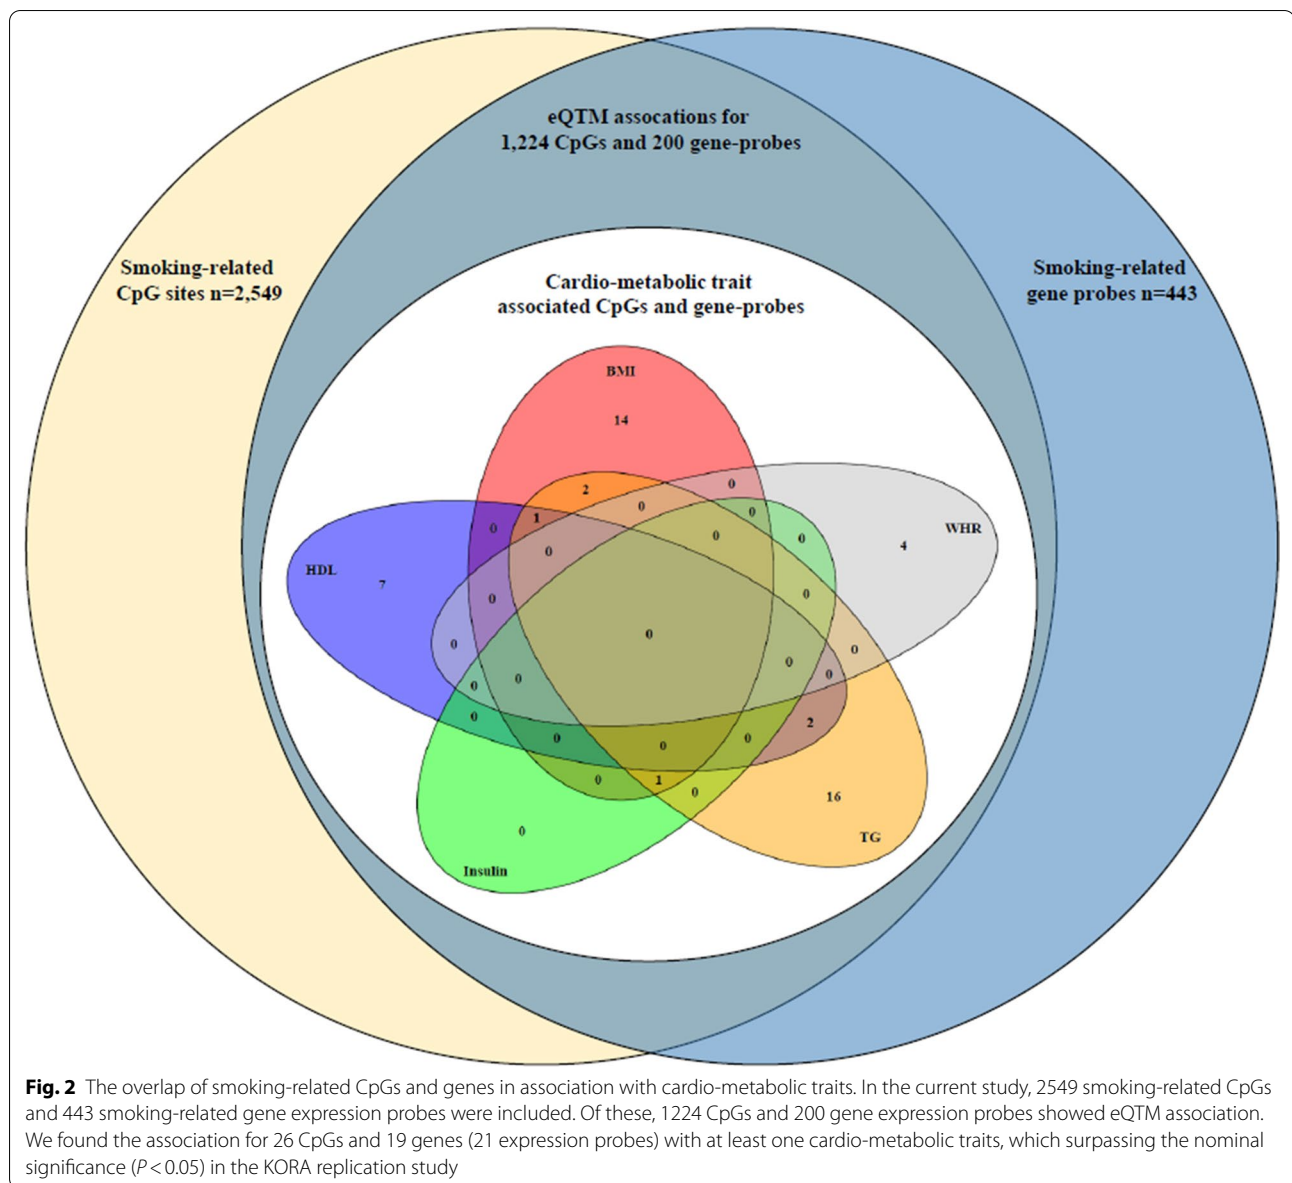 eQTM assocations for
1,224 CpGs and 200 gene-probes
Smoking-related
CpG sites n=2,549
Smoking-related
gene probes n=443
Cardio-metabolic trait
associated CpGs and gene-probes
BMI
14
0
2
0
0
1
0
WHR
0
0
4
0
0
HDL
7
0
0
0
0
0
0
0
0
0
0
0
2
0
0
0
0
1
0
16
0
TG
Insulin
Fig. 2 The overlap of smoking-related CpGs and genes in association with cardio-metabolic traits. In the current study, 2549 smoking-related CpGs
and 443 smoking-related gene expression probes were included. Of these, 1224 CpGs and 200 gene expression probes showed eQTM association.
We found the association for 26 CpGs and 19 genes (21 expression probes) with at least one cardio-metabolic traits, which surpassing the nominal
significance (P < 0.05) in the KORA replication study